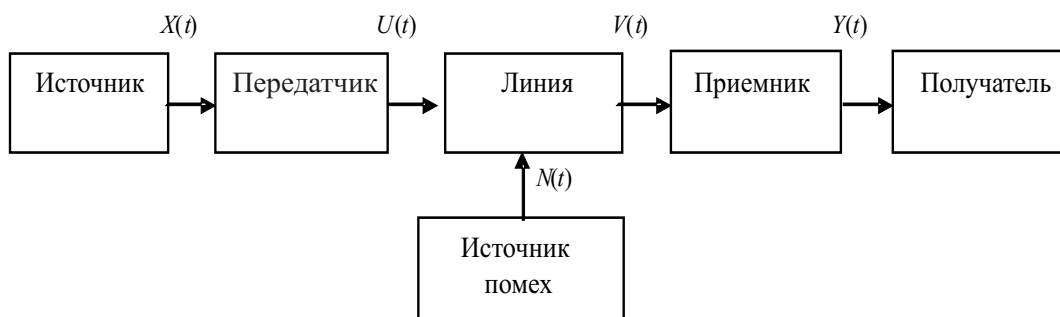 X(t) U(t) V(t) Y(t)
Источник Передатчик Линия Приемник Получатель
N(t)
Источник
помех